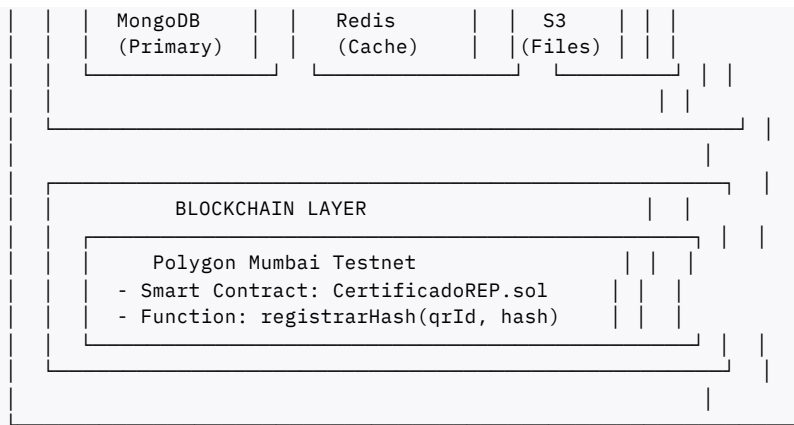 MongoDB Redis S3
(Primary) (Cache) (Files)
BLOCKCHAIN LAYER
Polygon Mumbai Testnet
- Smart Contract: CertificadoREP.sol
- Function: registrarHash(qrId, hash)